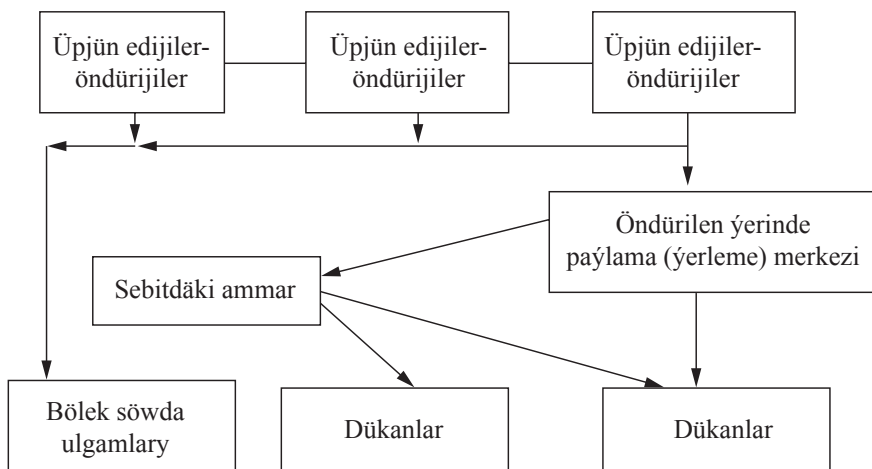 Üpjün edijiler-
öndürijiler
Üpjün edijiler-
öndürijiler
Üpjün edijiler-
öndürijiler
Öndürilen ýerinde
paýlama (ýerleme) merkezi
Sebitdäki ammar
Bölek söwda
ulgamlary
Dükanlar
Dükanlar